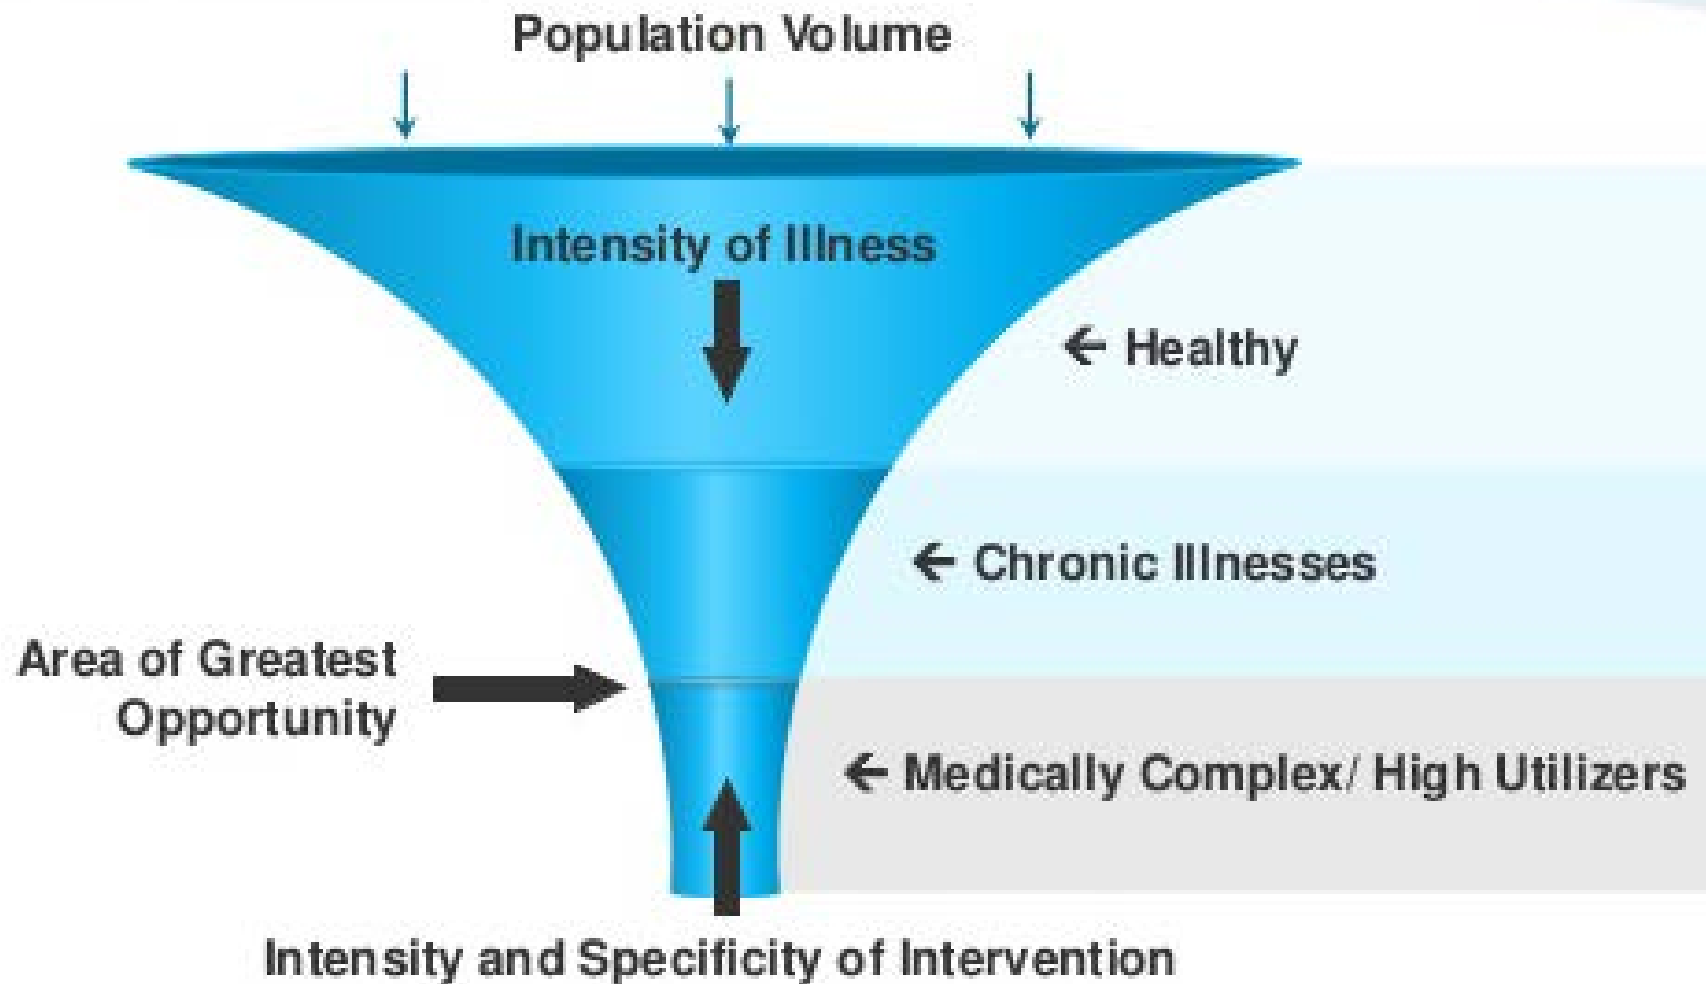 Population Volume
Intensity of Illness
← Healthy
← Chronic Illnesses
Area of Greatest
Opportunity
← Medically Complex/ High Utilizers
Intensity and Specificity of Intervention